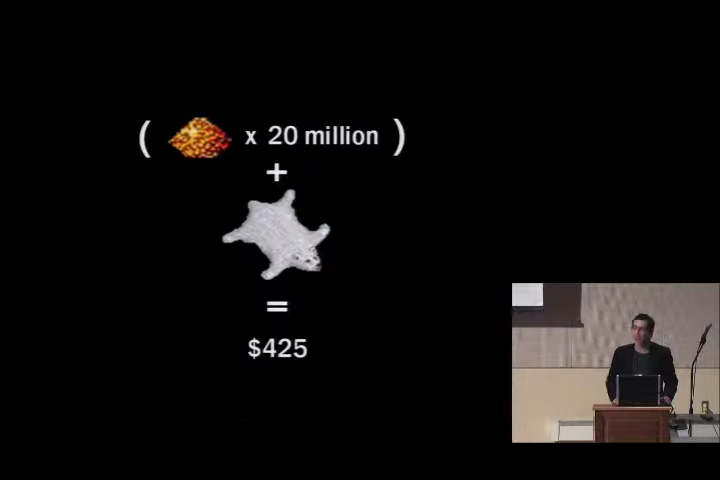 ( x 20 million )
+
=
$425